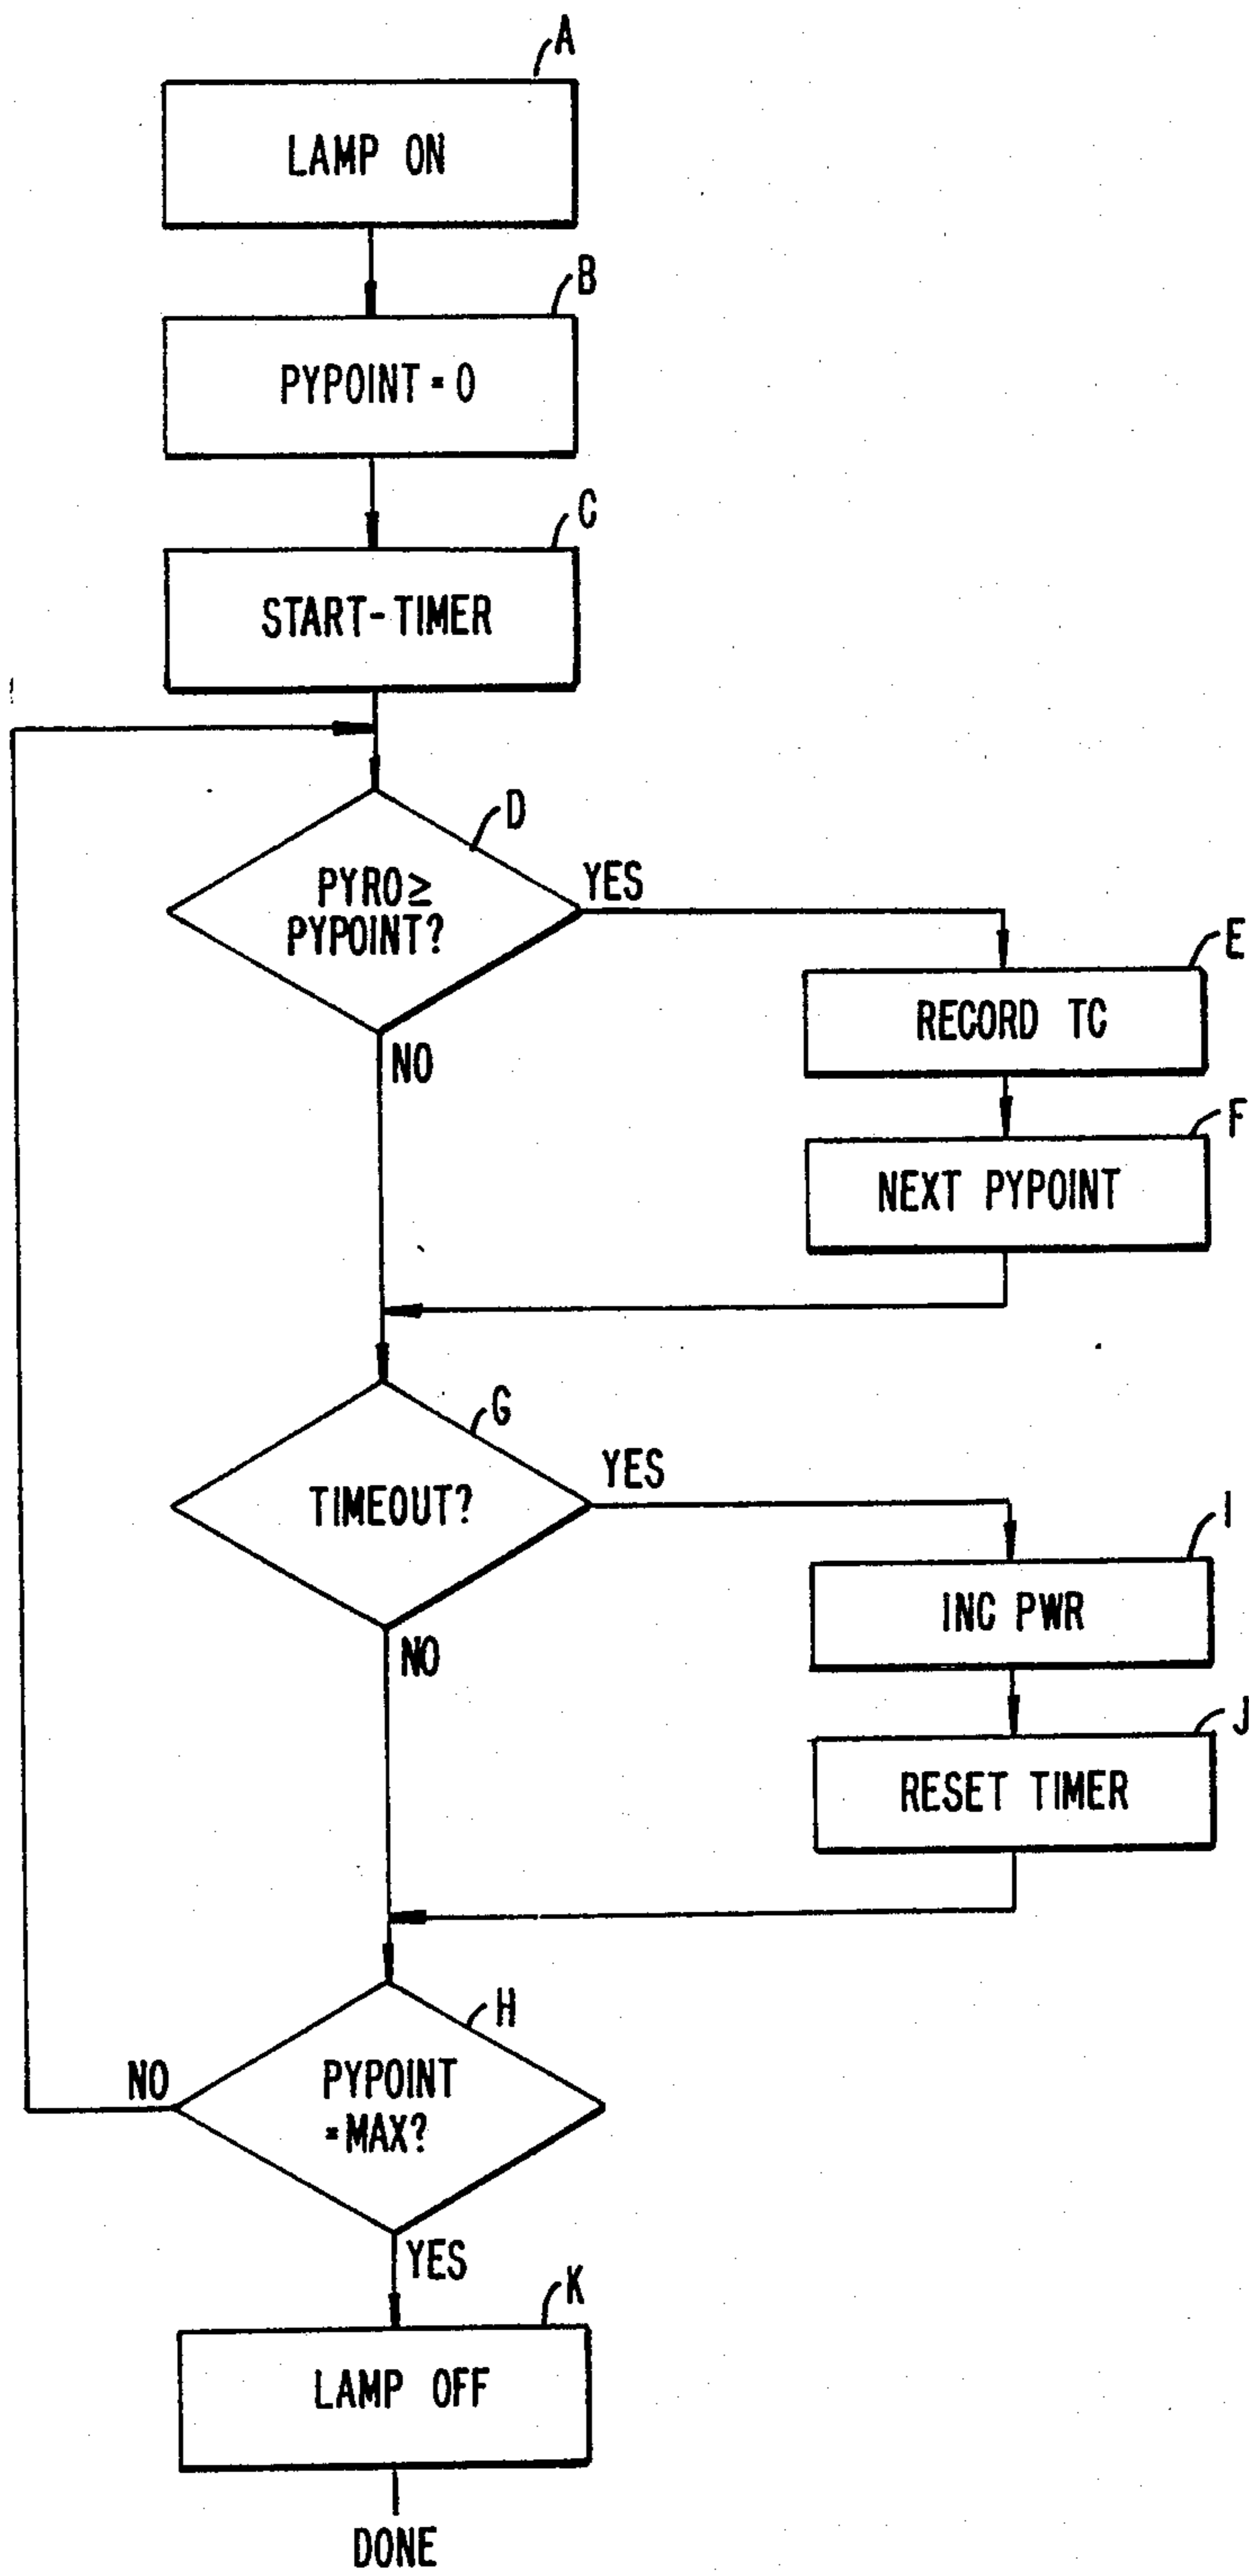 A
LAMP ON
B
PYPOINT = 0
C
START-TIMER
D
PYRO ≥
PYPOINT?
YES
NO
E
RECORD TC
F
NEXT PYPOINT
G
TIMEOUT?
YES
NO
I
INC PWR
J
RESET TIMER
H
PYPOINT
= MAX?
NO
YES
K
LAMP OFF
DONE